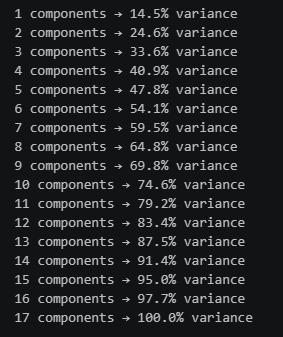 1 components → 14.5% variance
2 components → 24.6% variance
3 components → 33.6% variance
4 components → 40.9% variance
5 components → 47.8% variance
6 components → 54.1% variance
7 components → 59.5% variance
8 components → 64.8% variance
9 components → 69.8% variance
10 components → 74.6% variance
11 components → 79.2% variance
12 components → 83.4% variance
13 components → 87.5% variance
14 components → 91.4% variance
15 components → 95.0% variance
16 components → 97.7% variance
17 components → 100.0% variance